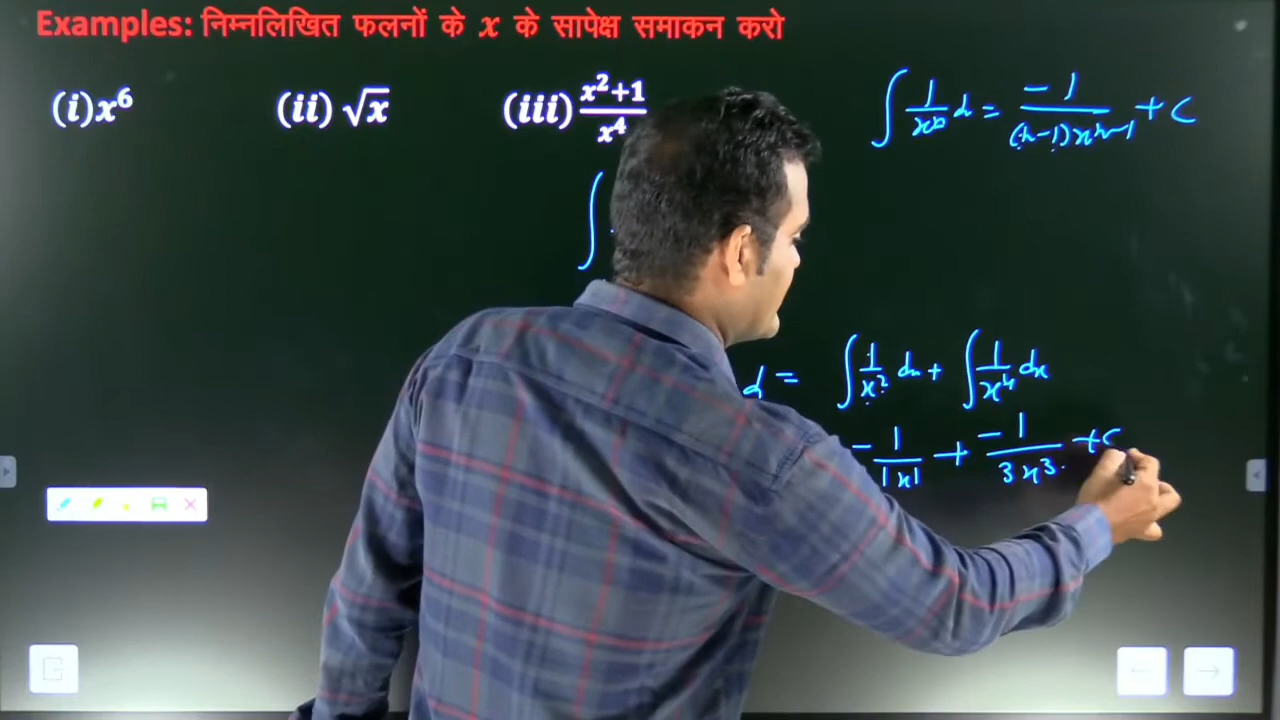 Examples: निम्नलिखित फलनों के x के सापेक्ष समाकन करो
(i) x⁶ (ii) √x (iii) x²+1/x⁴
∫ 1/xⁿ d = -1/(n-1)xⁿ⁻¹ + c
∫
d = ∫ 1/x² dx + ∫ 1/x⁴ dx
- 1/1x¹ + -1/3x³ + c